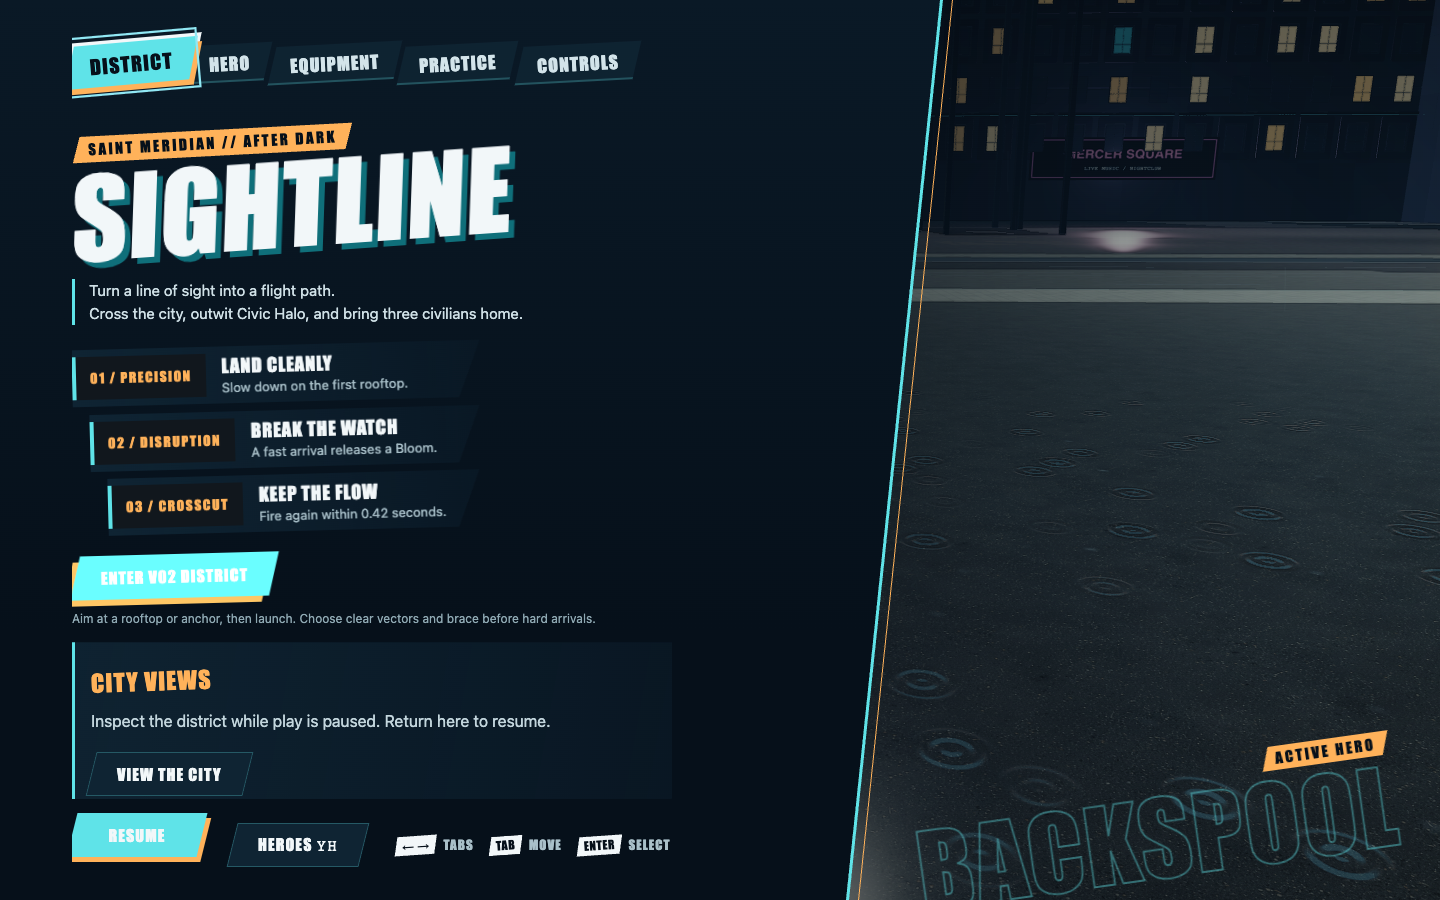 DISTRICT
HERO
EQUIPMENT
PRACTICE
CONTROLS
SAINT MERIDIAN // AFTER DARK
SIGHTLINE
Turn a line of sight into a flight path.
Cross the city, outwit Civic Halo, and bring three civilians home.
01 / PRECISION
LAND CLEANLY
Slow down on the first rooftop.
02 / DISRUPTION
BREAK THE WATCH
A fast arrival releases a Bloom.
03 / CROSSCUT
KEEP THE FLOW
Fire again within 0.42 seconds.
ENTER V02 DISTRICT
Aim at a rooftop or anchor, then launch. Choose clear vectors and brace before hard arrivals.
CITY VIEWS
Inspect the district while play is paused. Return here to resume.
VIEW THE CITY
RESUME
HEROES YH
←→ TABS
TAB MOVE
ENTER SELECT
SQUARE
LIVE MUSIC / NIGHTCLUB
ACTIVE HERO
BACKSPOOL